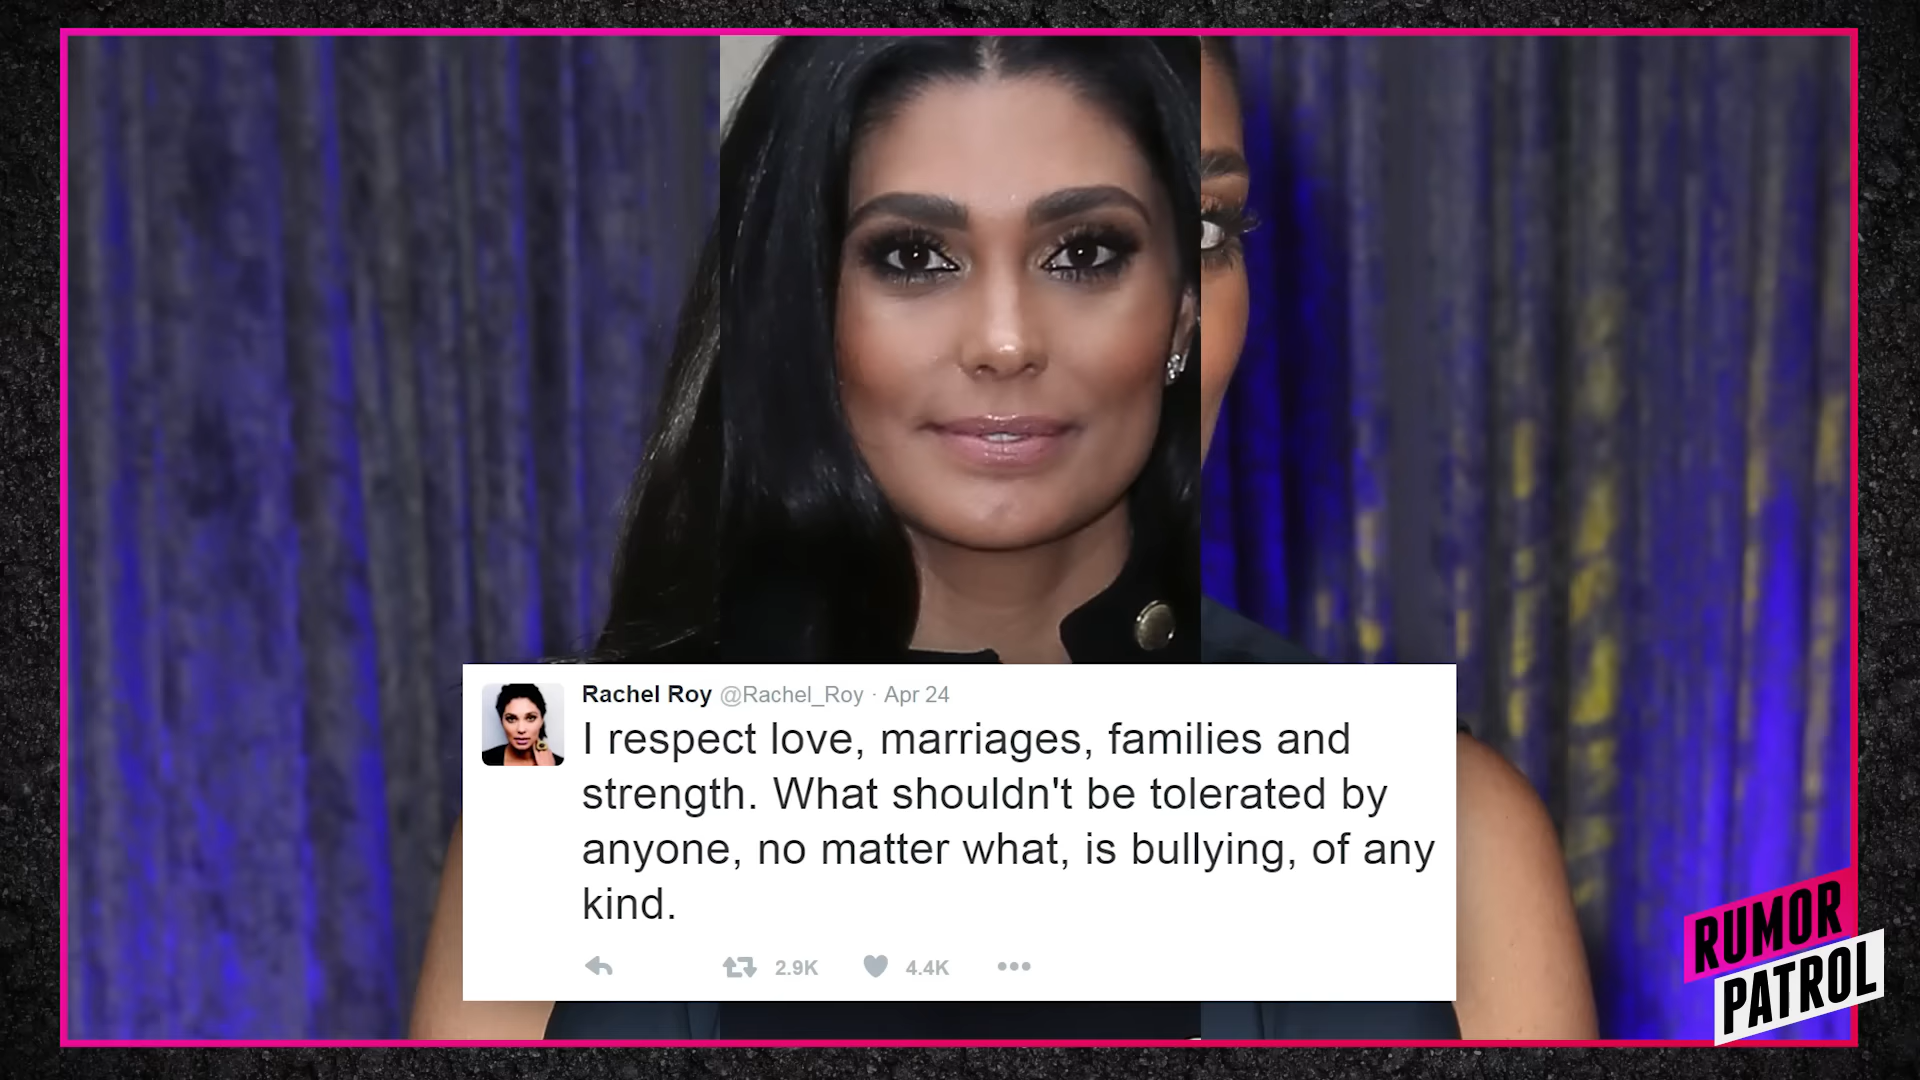 Rachel Roy @Rachel_Roy · Apr 24
I respect love, marriages, families and
strength. What shouldn't be tolerated by
anyone, no matter what, is bullying, of any
kind.
2.9K 4.4K
RUMOR
PATROL